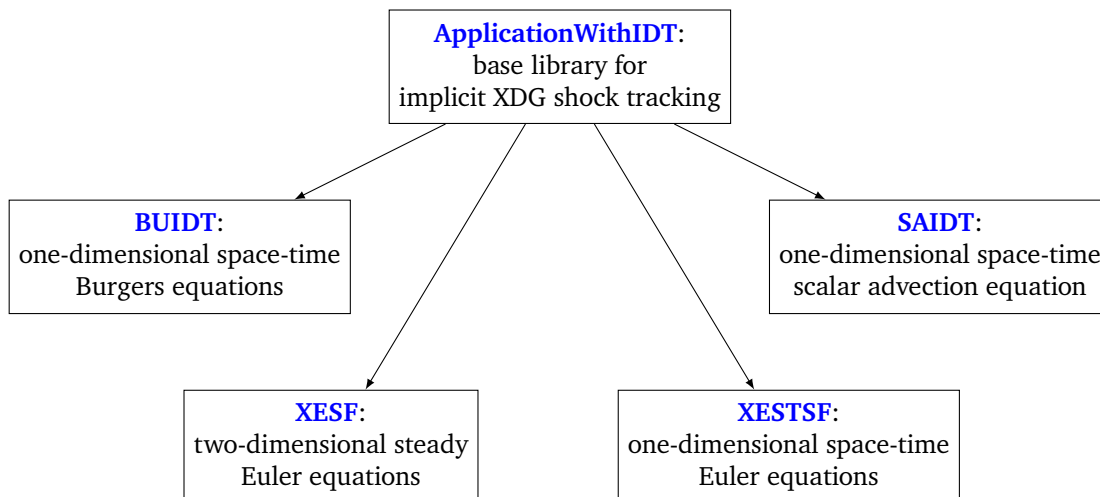 ApplicationWithIDT:
base library for
implicit XDG shock tracking
BUIDT:
one-dimensional space-time
Burgers equations
SAIDT:
one-dimensional space-time
scalar advection equation
XESF:
two-dimensional steady
Euler equations
XESTSF:
one-dimensional space-time
Euler equations